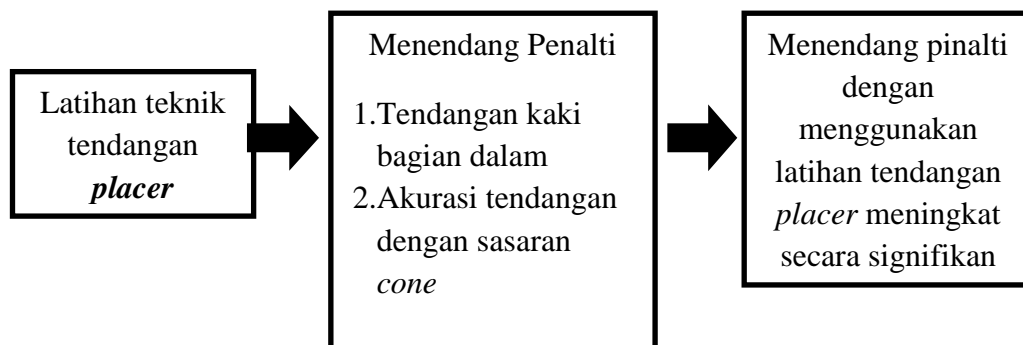 Latihan teknik
tendangan
placer
Menendang Penalti
1.Tendangan kaki
bagian dalam
2.Akurasi tendangan
dengan sasaran
cone
Menendang pinalti
dengan
menggunakan
latihan tendangan
placer meningkat
secara signifikan